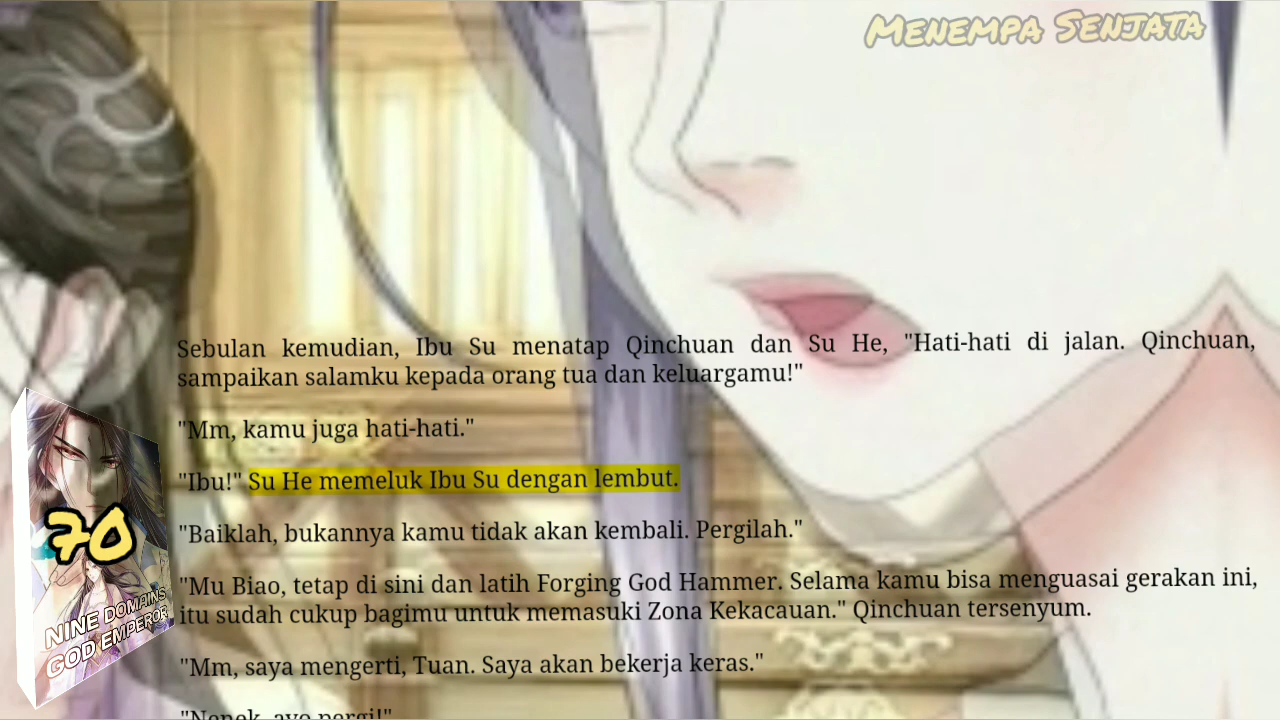 Menempa Senjata
Sebulan kemudian, Ibu Su menatap Qinchuan dan Su He, "Hati-hati di jalan. Qinchuan,
sampaikan salamku kepada orang tua dan keluargamu!"
"Mm, kamu juga hati-hati."
"Ibu!" Su He memeluk Ibu Su dengan lembut.
"Baiklah, bukannya kamu tidak akan kembali. Pergilah."
"Mu Biao, tetap di sini dan latih Forging God Hammer. Selama kamu bisa menguasai gerakan ini,
itu sudah cukup bagimu untuk memasuki Zona Kekacauan." Qinchuan tersenyum.
"Mm, saya mengerti, Tuan. Saya akan bekerja keras."
"Nenek, ayo pergi!"
70
NINE DOMAINS
GOD EMPEROR